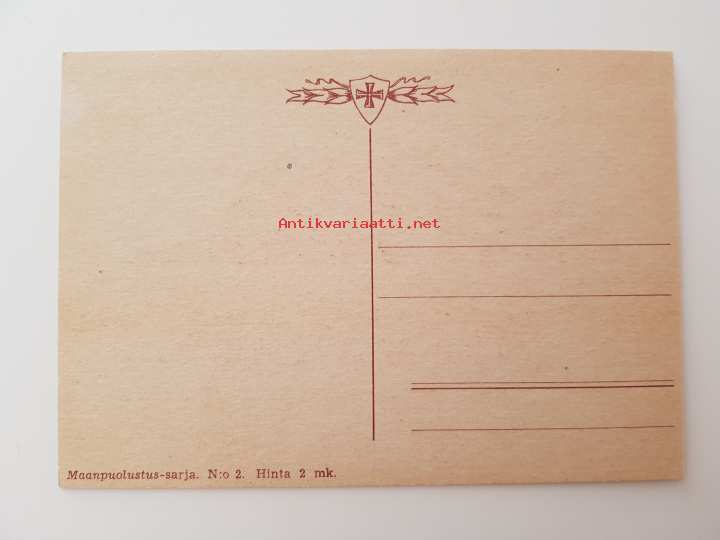 Antikvariaatti.net
Maanpuolustus-sarja. N:o 2. Hinta 2 mk.